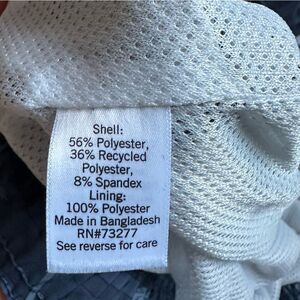 Shell:
56% Polyester,
36% Recycled
Polyester,
8% Spandex
Lining:
100% Polyester
Made in Bangladesh
RN#73277
See reverse for care